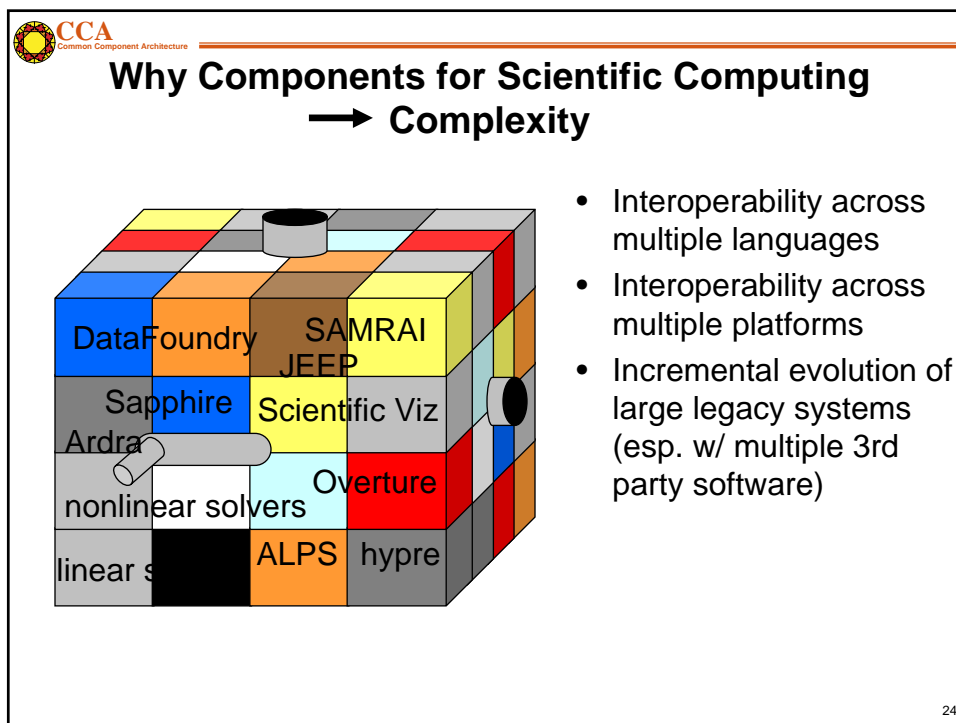 CCA
Common Component Architecture
Why Components for Scientific Computing
Complexity
DataFoundry
SAMRAI
JEEP
Sapphire
Scientific Viz
Ardra
Overture
nonlinear solvers
ALPS
hypre
linear s
• Interoperability across
multiple languages
• Interoperability across
multiple platforms
• Incremental evolution of
large legacy systems
(esp. w/ multiple 3rd
party software)
24